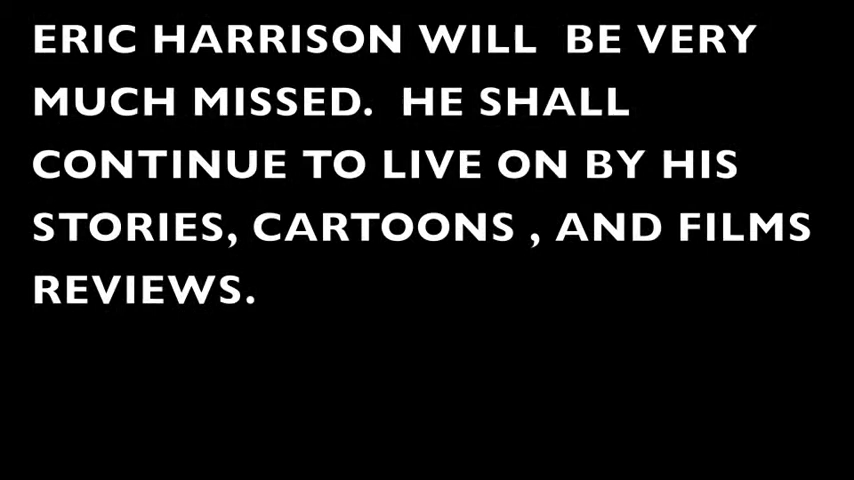 ERIC HARRISON WILL  BE VERY
MUCH MISSED.  HE SHALL
CONTINUE TO LIVE ON BY HIS
STORIES, CARTOONS , AND FILMS
REVIEWS.